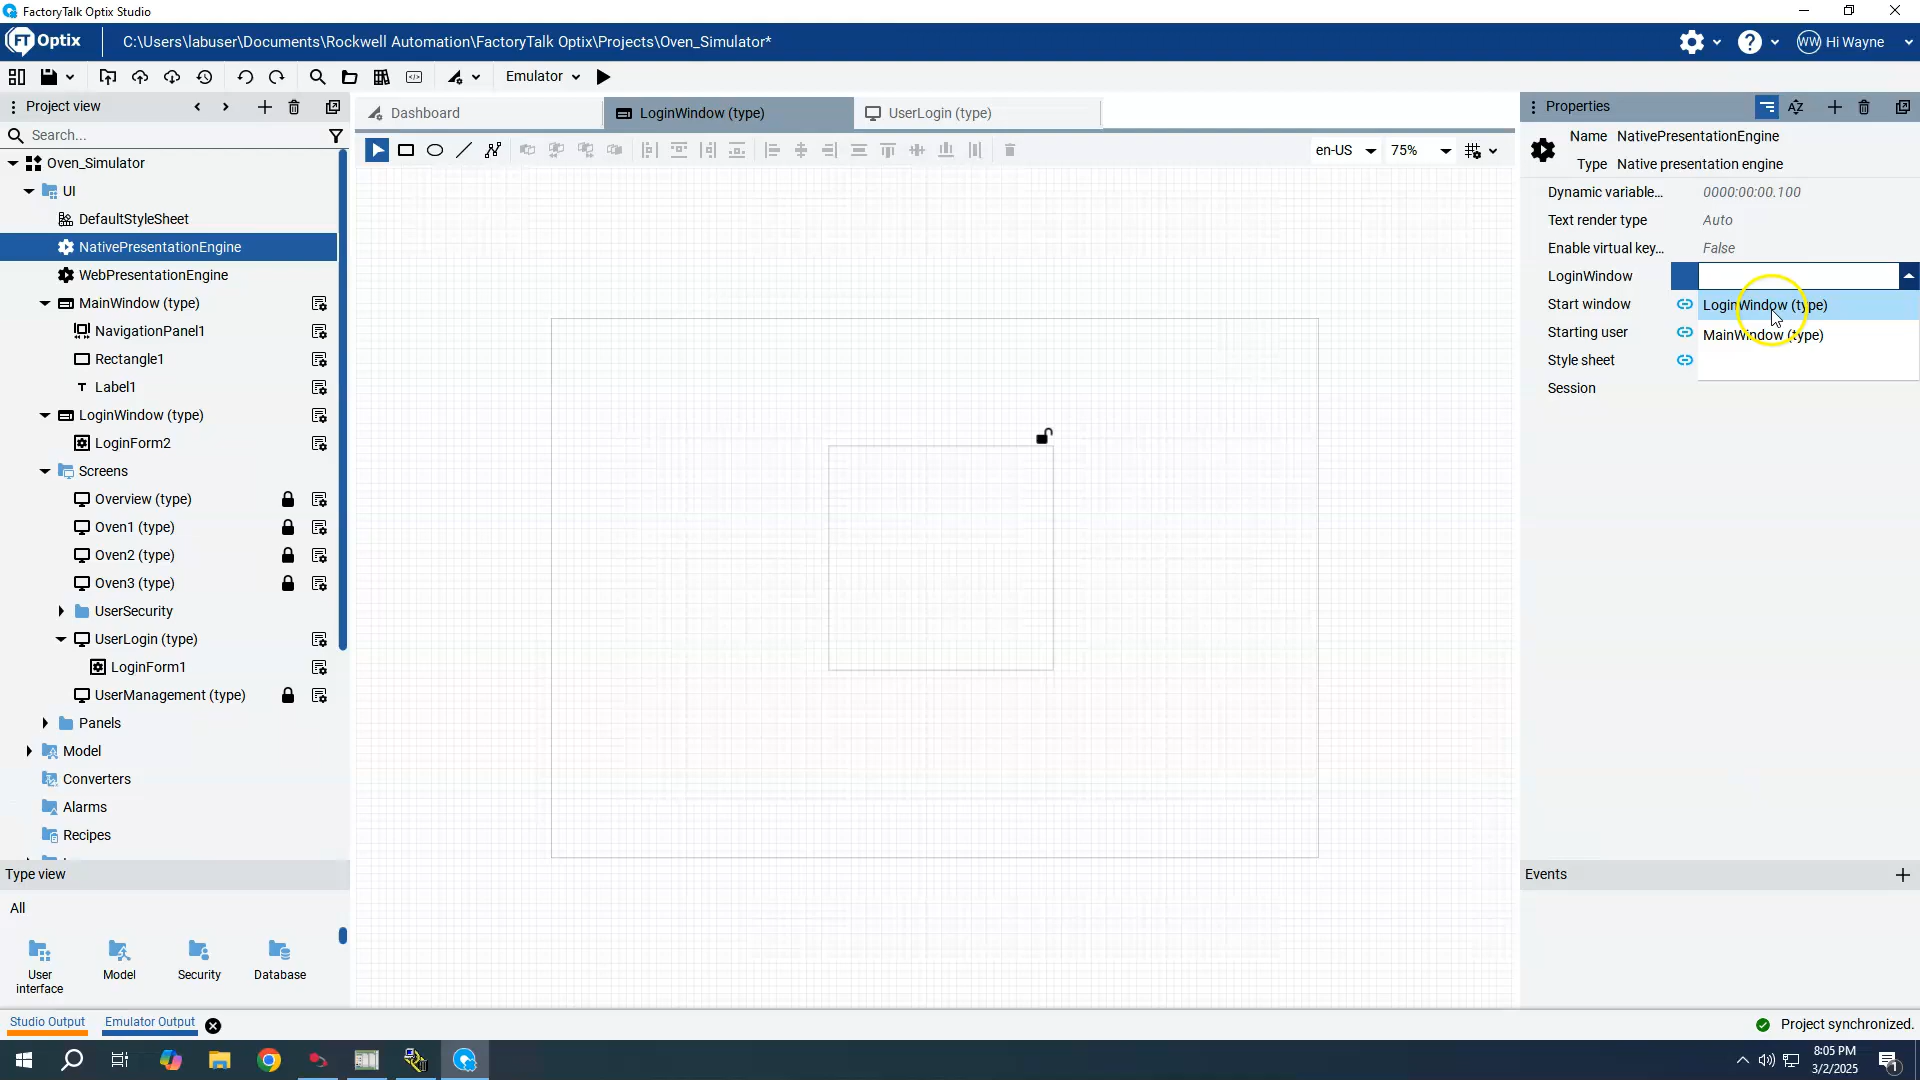 FactoryTalk Optix Studio
FT Optix
C:\Users\labuser\Documents\Rockwell Automation\FactoryTalk Optix\Projects\Oven_Simulator*
WW Hi Wayne
Emulator
Project view
Search...
Oven_Simulator
UI
DefaultStyleSheet
NativePresentationEngine
WebPresentationEngine
MainWindow (type)
NavigationPanel1
Rectangle1
Label1
LoginWindow (type)
LoginForm2
Screens
Overview (type)
Oven1 (type)
Oven2 (type)
Oven3 (type)
UserSecurity
UserLogin (type)
LoginForm1
UserManagement (type)
Panels
Model
Converters
Alarms
Recipes
Type view
All
User interface
Model
Security
Database
Dashboard
LoginWindow (type)
UserLogin (type)
en-US
75%
Properties
Name NativePresentationEngine
Type Native presentation engine
Dynamic variable... 0000:00:00.100
Text render type Auto
Enable virtual key... False
LoginWindow
Start window
Starting user
Style sheet
Session
LoginWindow (type)
MainWindow (type)
Events
Studio Output
Emulator Output
Project synchronized.
8:05 PM
3/2/2025
1